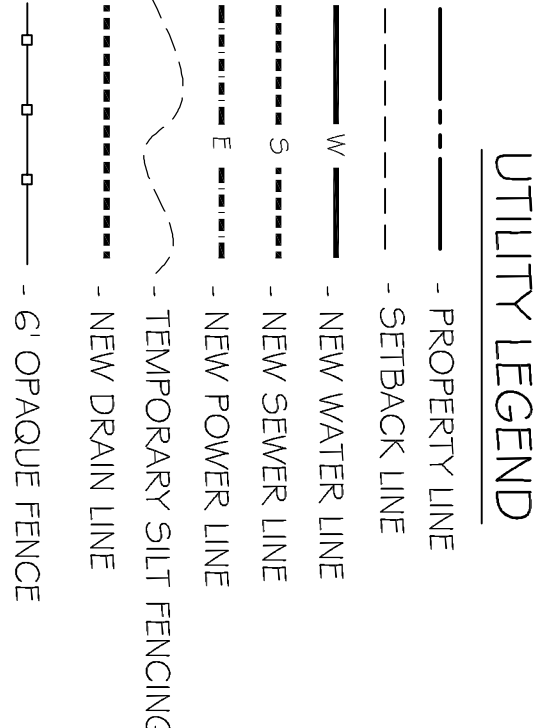 UTILITY LEGEND
- PROPERTY LINE
- SETBACK LINE
W - NEW WATER LINE
S - NEW SEWER LINE
E - NEW POWER LINE
- TEMPORARY SILT FENCING
- NEW DRAIN LINE
- 6' OPAQUE FENCE